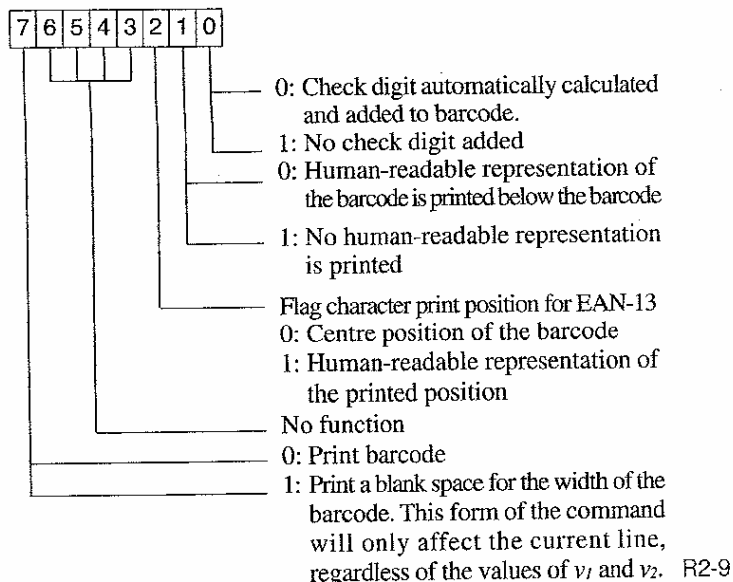 7 6 5 4 3 2 1 0
0: Check digit automatically calculated
and added to barcode.
1: No check digit added
0: Human-readable representation of
the barcode is printed below the barcode
1: No human-readable representation
is printed
Flag character print position for EAN-13
0: Centre position of the barcode
1: Human-readable representation of
the printed position
No function
0: Print barcode
1: Print a blank space for the width of the
barcode. This form of the command
will only affect the current line,
regardless of the values of v1 and v2. R2-9